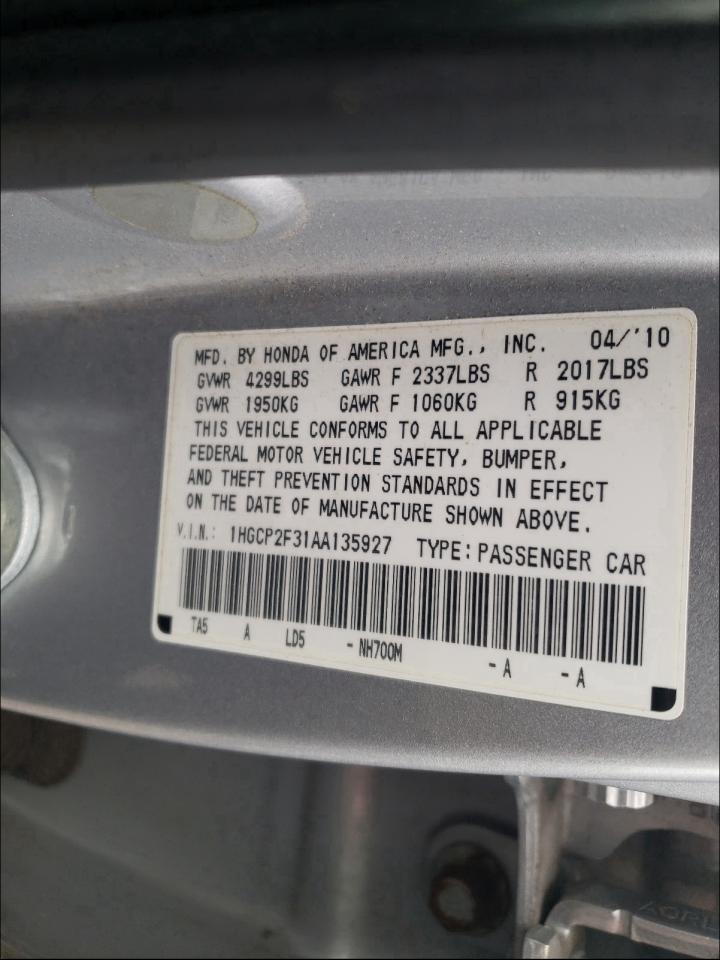 MFD. BY HONDA OF AMERICA MFG., INC. 04/'10
GVWR 4299LBS GAWR F 2337LBS R 2017LBS
GVWR 1950KG GAWR F 1060KG R 915KG
THIS VEHICLE CONFORMS TO ALL APPLICABLE
FEDERAL MOTOR VEHICLE SAFETY, BUMPER,
AND THEFT PREVENTION STANDARDS IN EFFECT
ON THE DATE OF MANUFACTURE SHOWN ABOVE.
V.I.N.: 1HGCP2F31AA135927 TYPE: PASSENGER CAR
TA5 A LD5 - NH700M - A - A